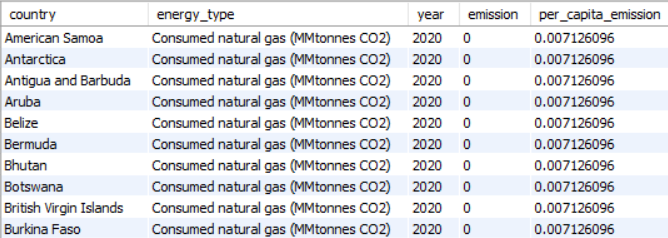 country energy_type year emission per_capita_emission
American Samoa Consumed natural gas (MMtonnes CO2) 2020 0 0.007126096
Antarctica Consumed natural gas (MMtonnes CO2) 2020 0 0.007126096
Antigua and Barbuda Consumed natural gas (MMtonnes CO2) 2020 0 0.007126096
Aruba Consumed natural gas (MMtonnes CO2) 2020 0 0.007126096
Belize Consumed natural gas (MMtonnes CO2) 2020 0 0.007126096
Bermuda Consumed natural gas (MMtonnes CO2) 2020 0 0.007126096
Bhutan Consumed natural gas (MMtonnes CO2) 2020 0 0.007126096
Botswana Consumed natural gas (MMtonnes CO2) 2020 0 0.007126096
British Virgin Islands Consumed natural gas (MMtonnes CO2) 2020 0 0.007126096
Burkina Faso Consumed natural gas (MMtonnes CO2) 2020 0 0.007126096